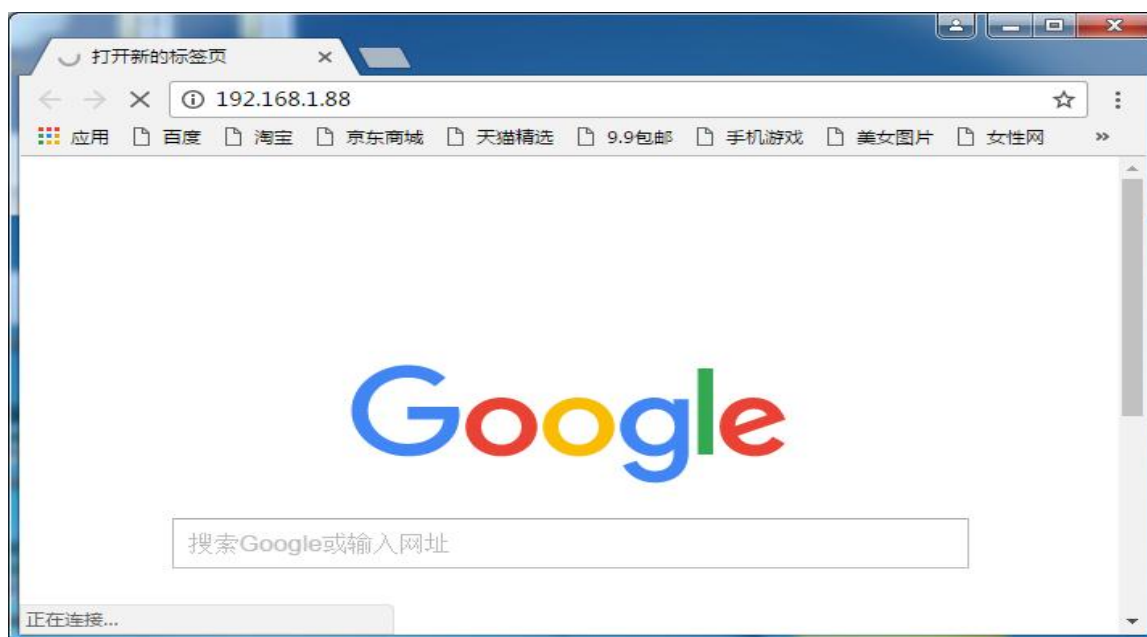 打开新的标签页
192.168.1.88
应用 百度 淘宝 京东商城 天猫精选 9.9包邮 手机游戏 美女图片 女性网 »
Google
搜索Google或输入网址
正在连接...